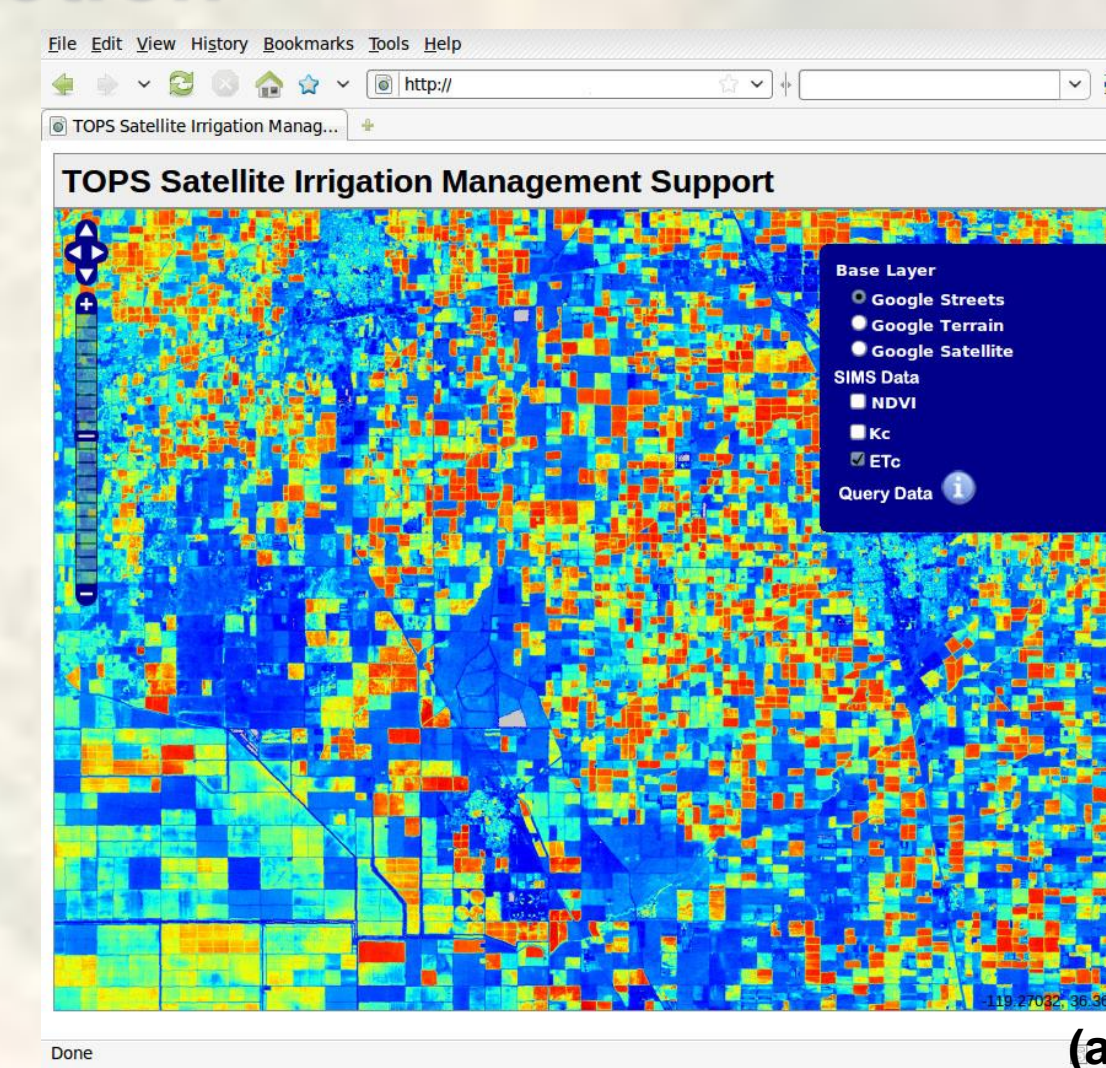 File Edit View History Bookmarks Tools Help
http://
TOPS Satellite Irrigation Manag...
TOPS Satellite Irrigation Management Support
Base Layer
Google Streets
Google Terrain
Google Satellite
SIMS Data
NDVI
Kc
ETc
Query Data
-119.27032, 36.36
Done
(a